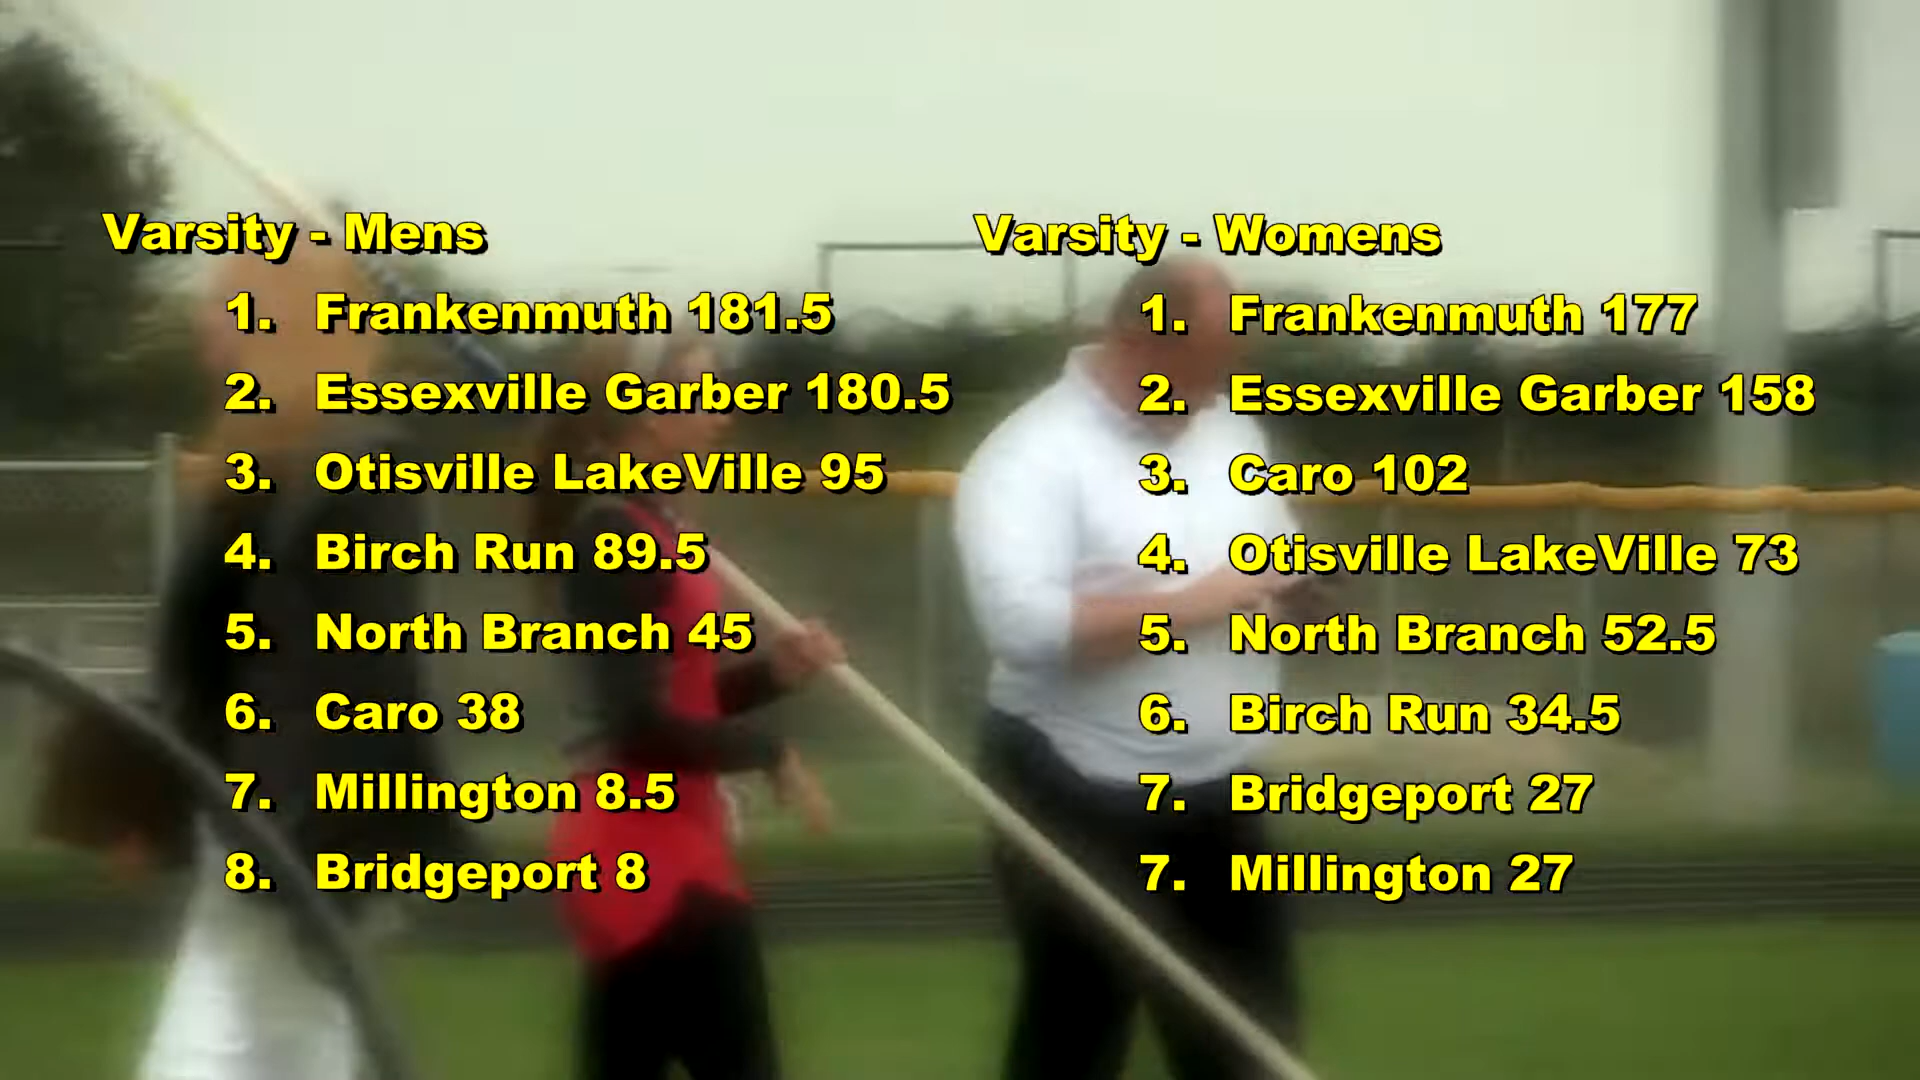 Varsity - Mens
1. Frankenmuth 181.5
2. Essexville Garber 180.5
3. Otisville LakeVille 95
4. Birch Run 89.5
5. North Branch 45
6. Caro 38
7. Millington 8.5
8. Bridgeport 8
Varsity - Womens
1. Frankenmuth 177
2. Essexville Garber 158
3. Caro 102
4. Otisville LakeVille 73
5. North Branch 52.5
6. Birch Run 34.5
7. Bridgeport 27
7. Millington 27